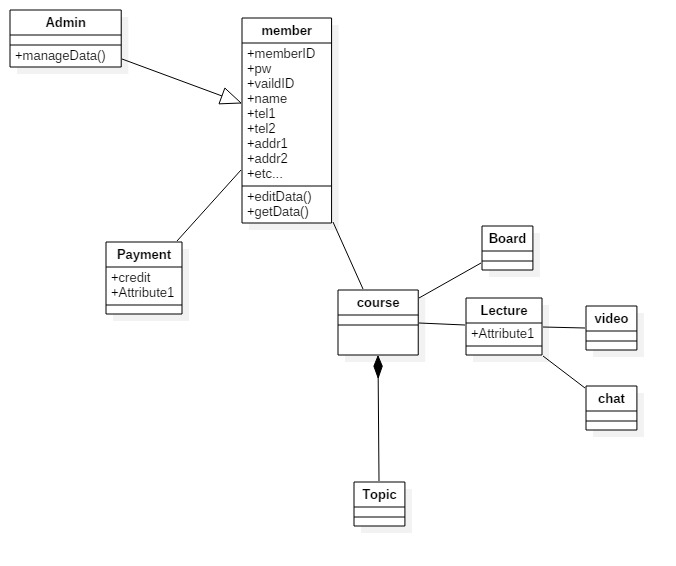 Admin
+manageData()
member
+memberID
+pw
+vaildID
+name
+tel1
+tel2
+addr1
+addr2
+etc...
+editData()
+getData()
Payment
+credit
+Attribute1
Board
course
Lecture
+Attribute1
video
chat
Topic